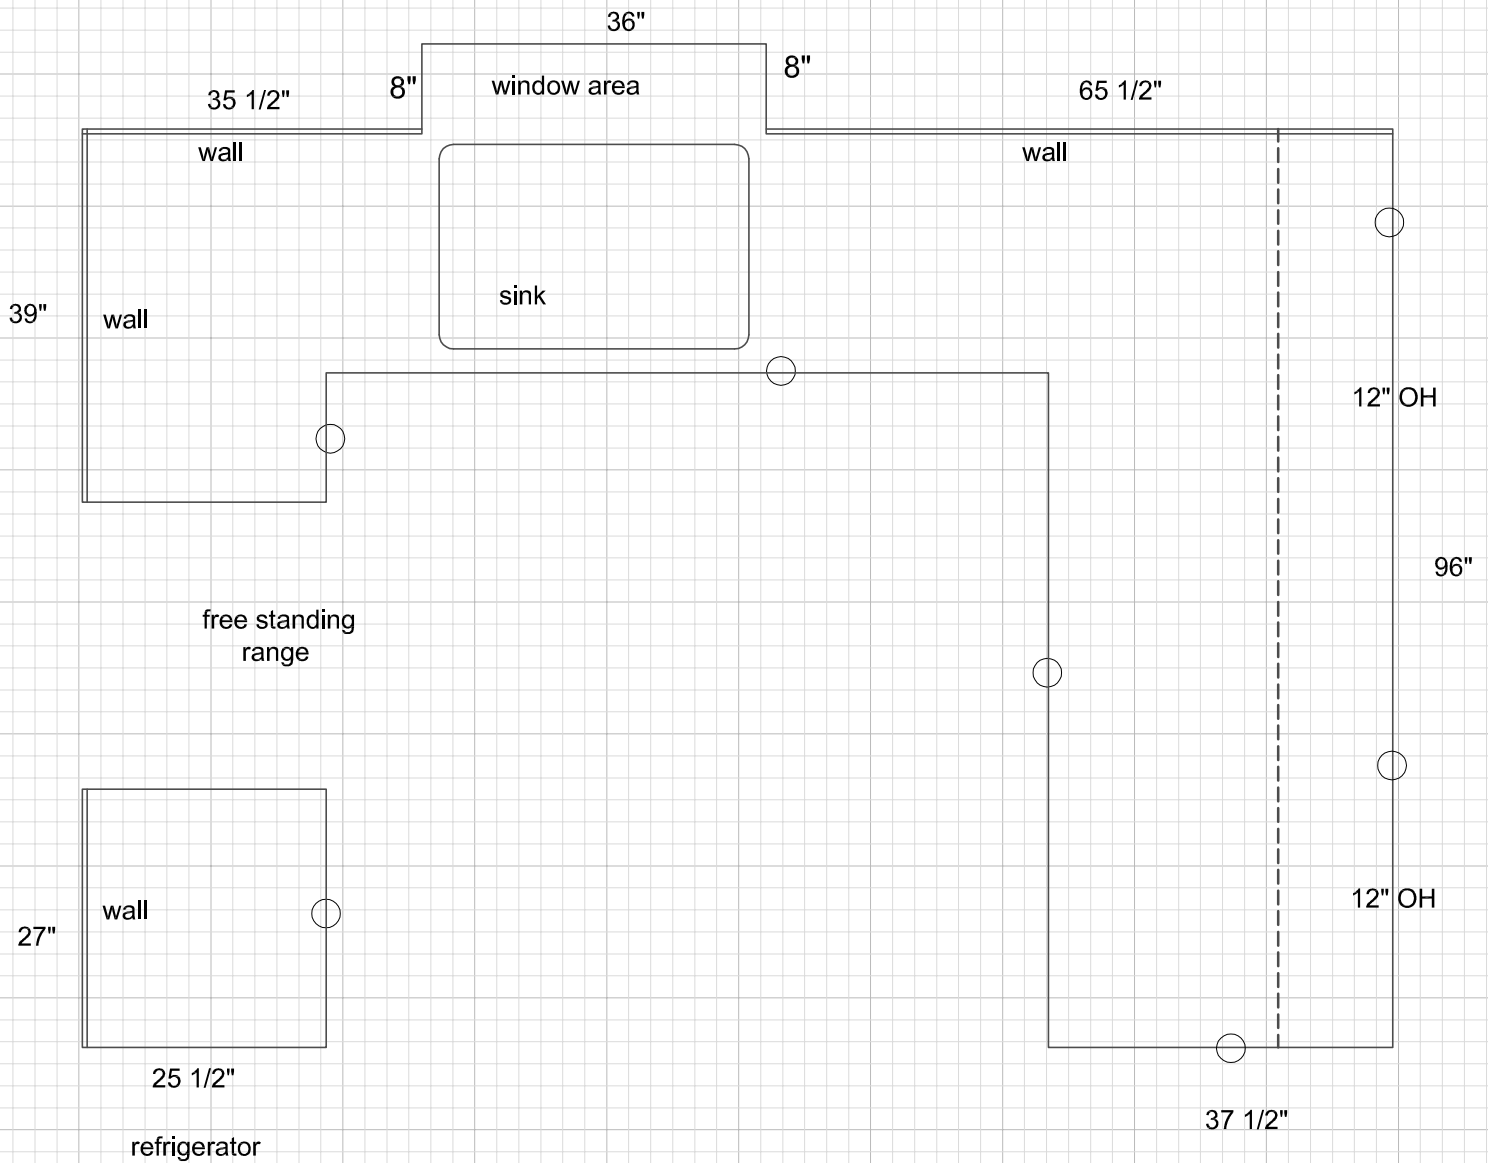 36"
8"
window area
8"
35 1/2"
65 1/2"
wall
wall
sink
39"
wall
12" OH
96"
free standing
range
12" OH
wall
27"
25 1/2"
37 1/2"
refrigerator